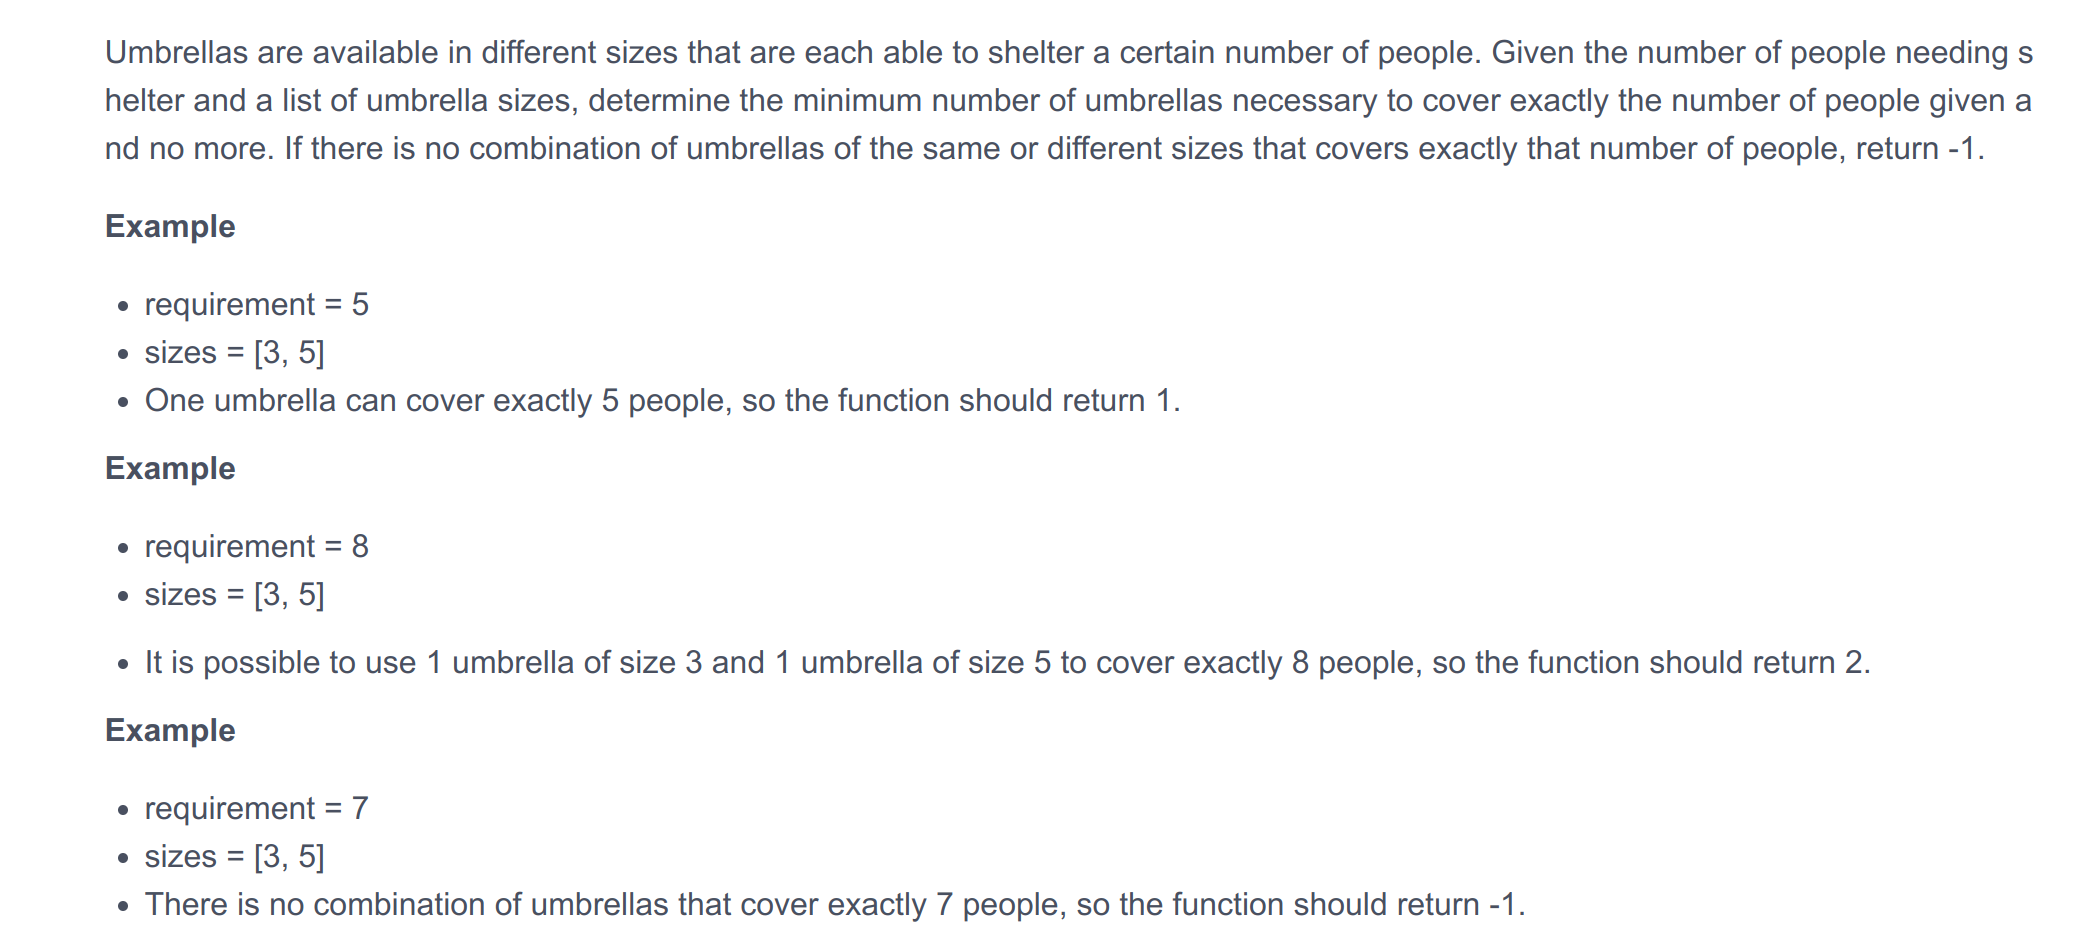 Umbrellas are available in different sizes that are each able to shelter a certain number of people. Given the number of people needing s
helter and a list of umbrella sizes, determine the minimum number of umbrellas necessary to cover exactly the number of people given a
nd no more. If there is no combination of umbrellas of the same or different sizes that covers exactly that number of people, return -1.
Example
• requirement = 5
• sizes = [3, 5]
• One umbrella can cover exactly 5 people, so the function should return 1.
Example
• requirement = 8
• sizes = [3, 5]
• It is possible to use 1 umbrella of size 3 and 1 umbrella of size 5 to cover exactly 8 people, so the function should return 2.
Example
• requirement = 7
• sizes = [3, 5]
• There is no combination of umbrellas that cover exactly 7 people, so the function should return -1.